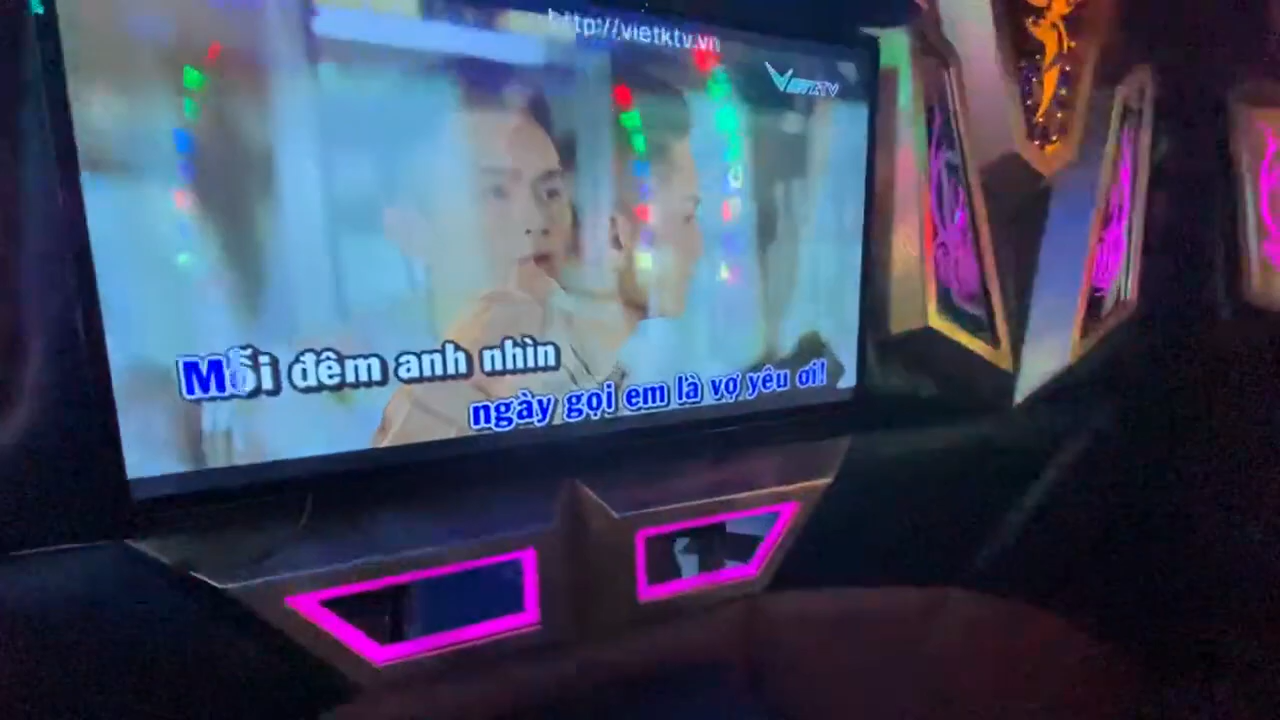 http://vietktv.vn
VIETKTV
Mỗi đêm anh nhìn
ngày gọi em là vợ yêu ơi!